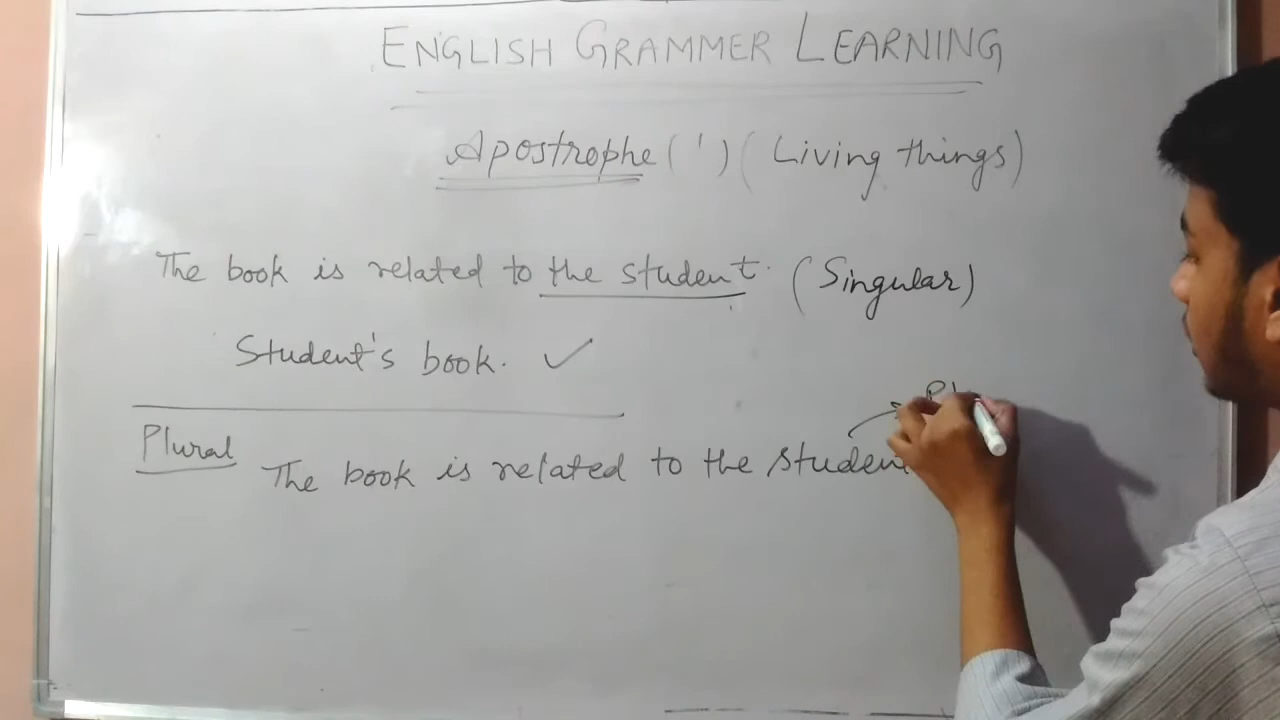 ENGLISH GRAMMER LEARNING
Apostrophe (') (Living things)
The book is related to the student. (Singular)
Student's book. ✓
Plural
The book is related to the student